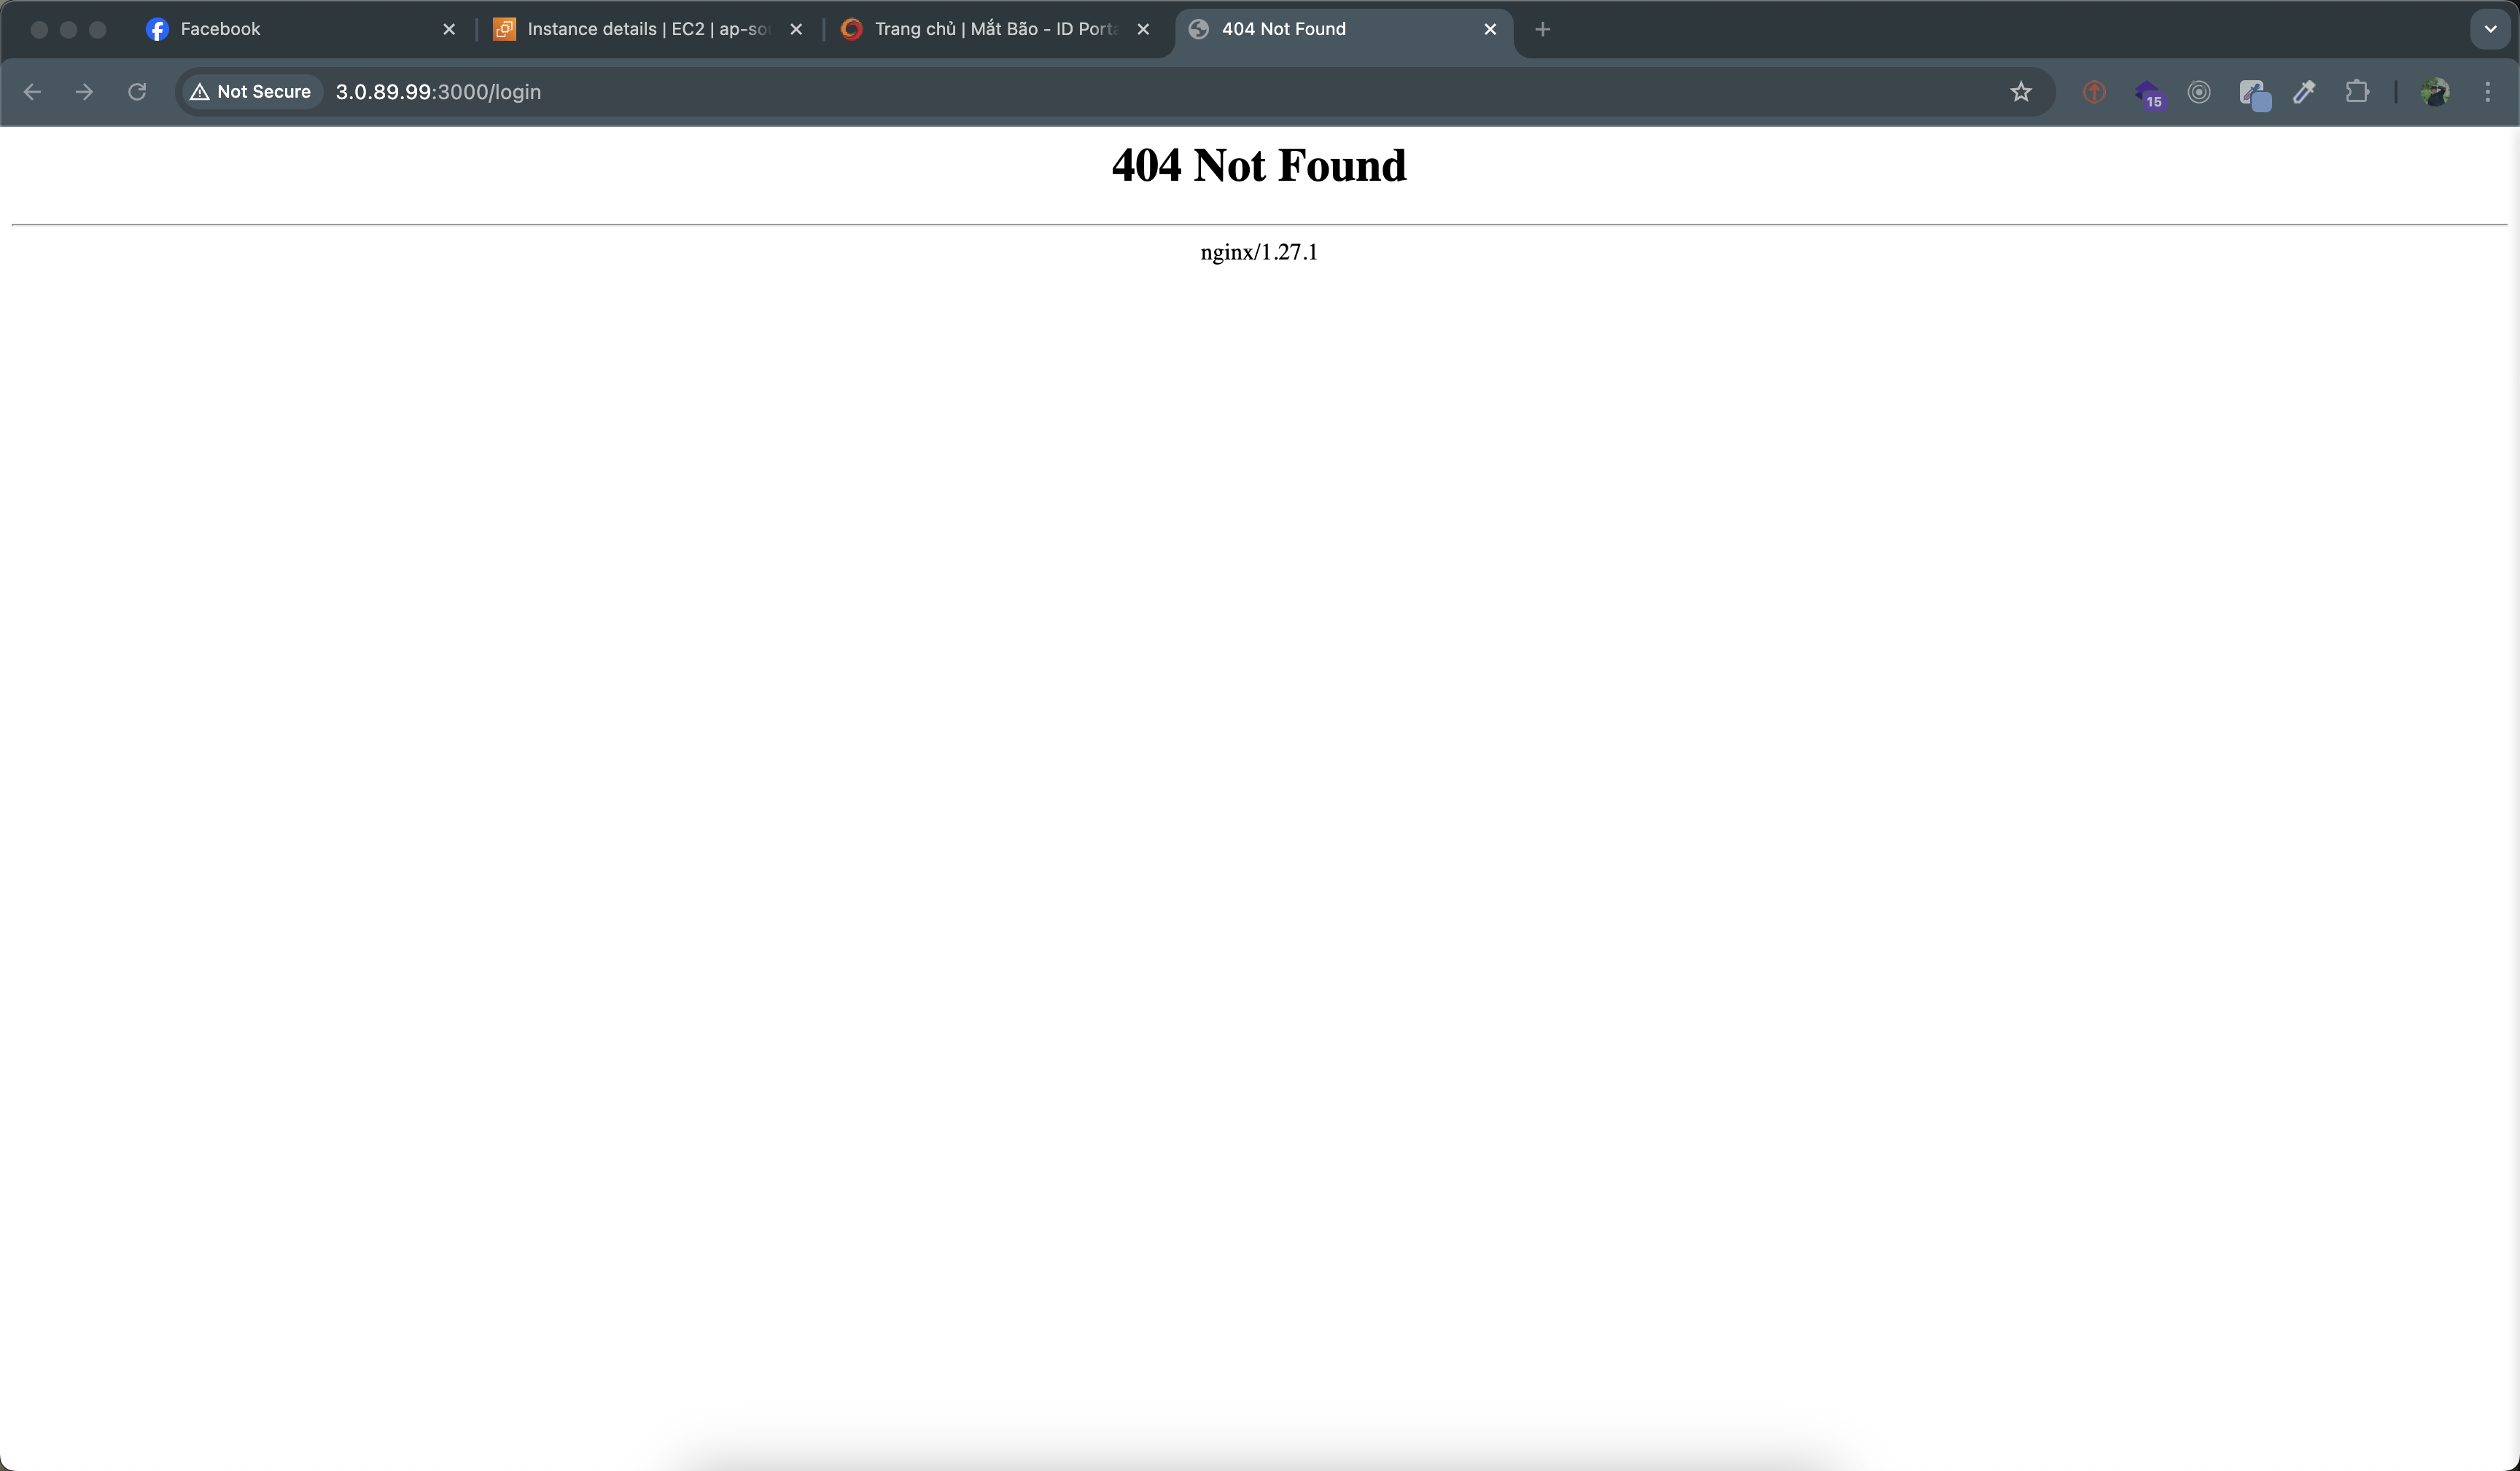 Facebook
Instance details | EC2 | ap-so
Trang chủ | Mắt Bão - ID Porta
404 Not Found
Not Secure
3.0.89.99:3000/login
15
404 Not Found
nginx/1.27.1